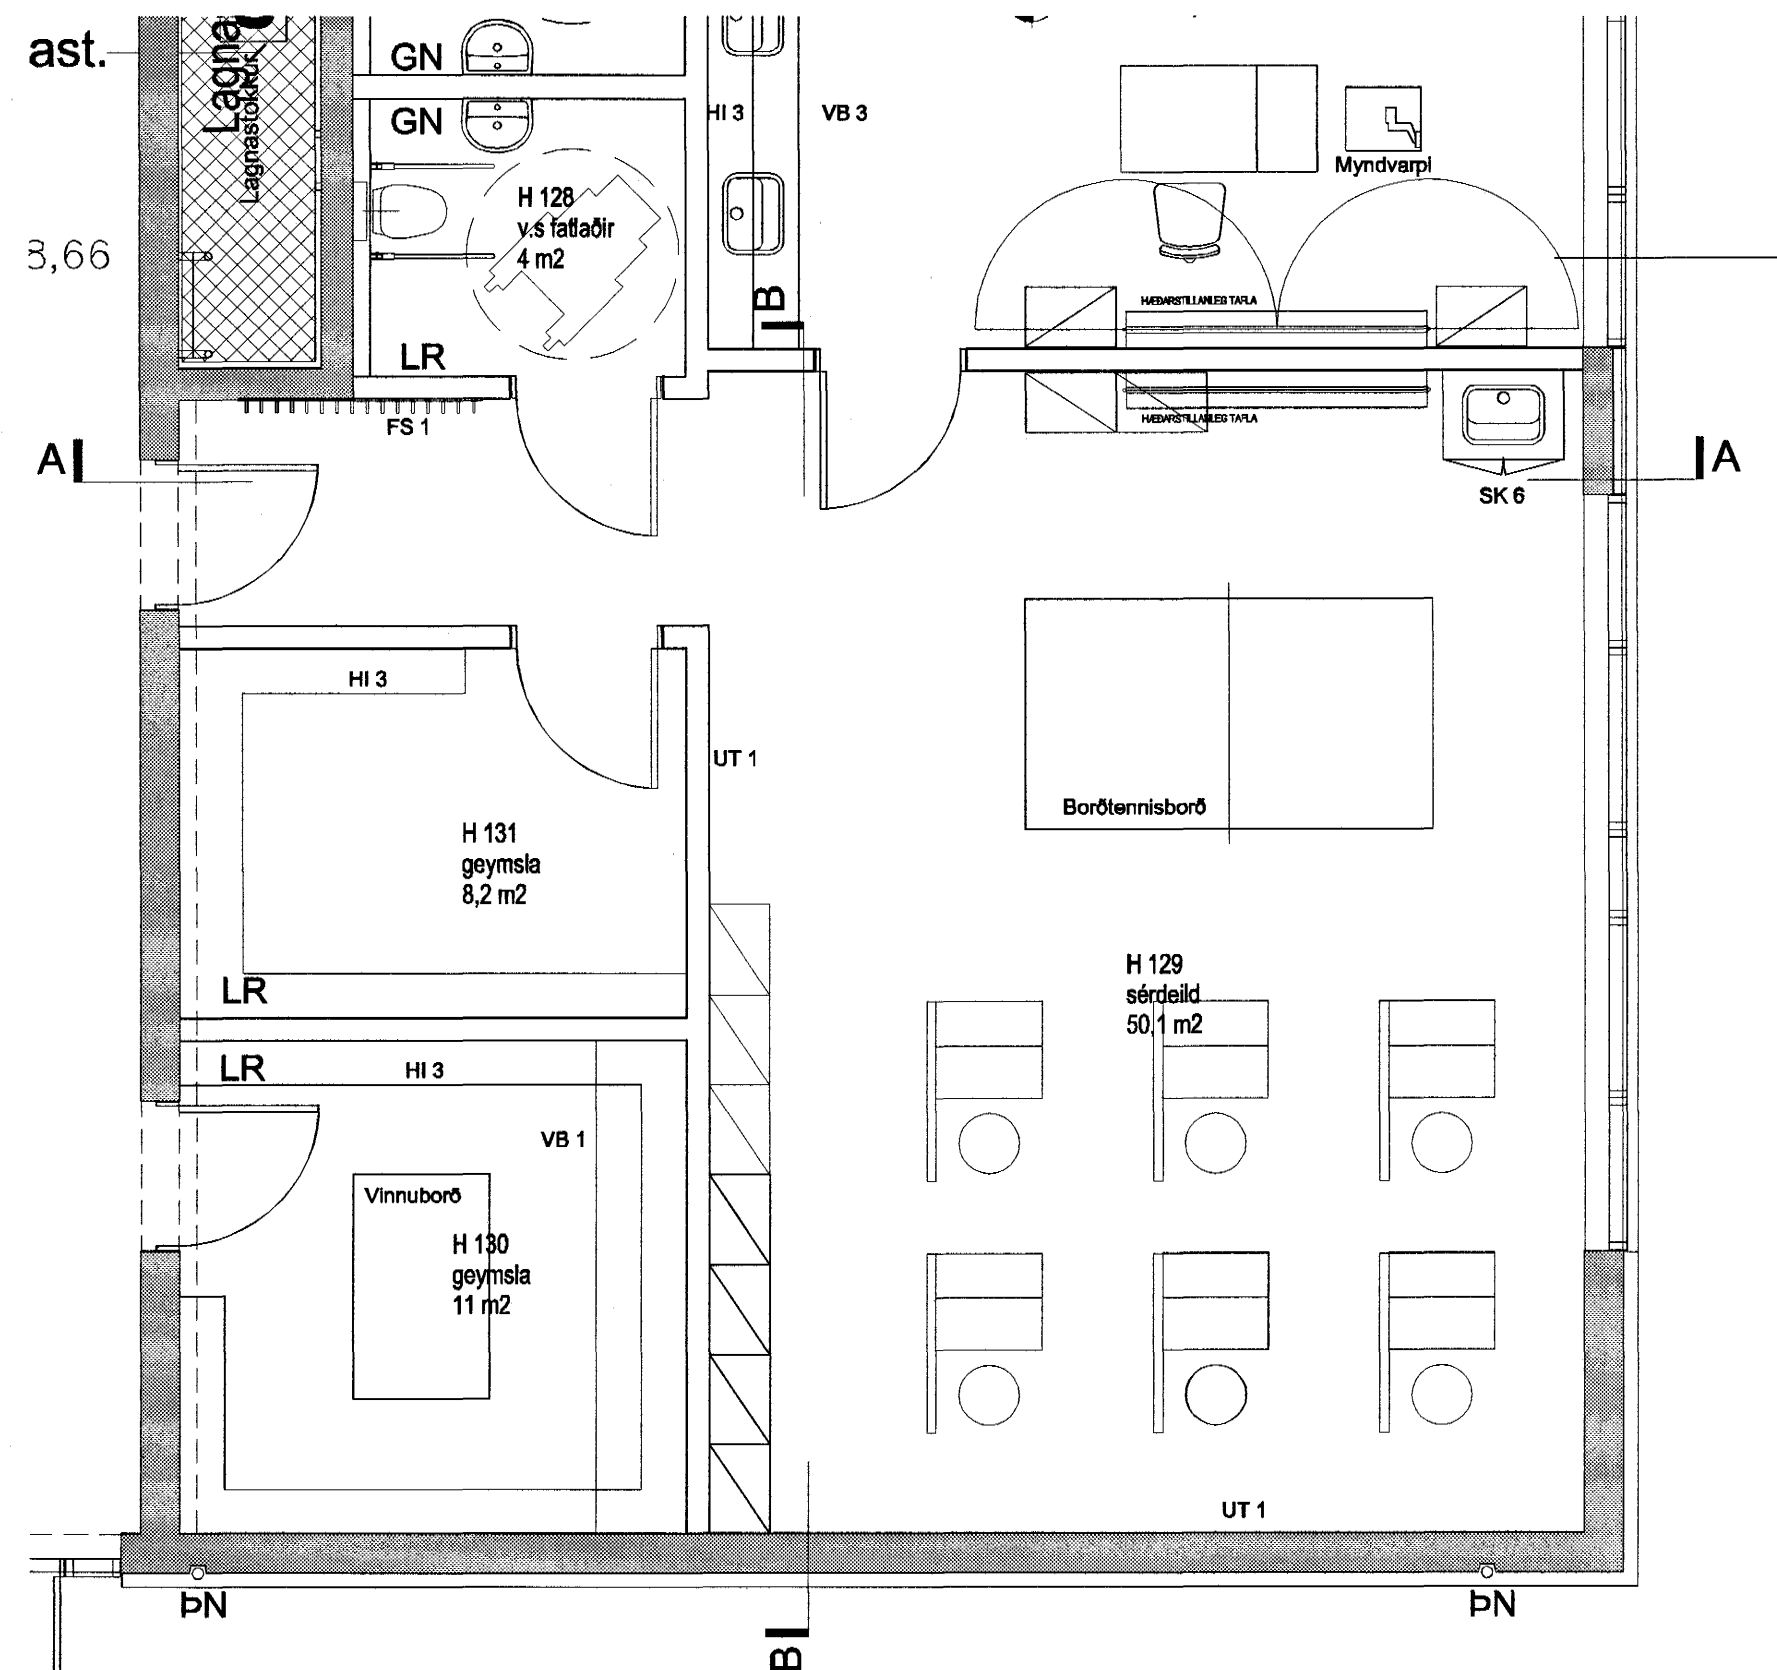 ast.
Lagna
Lagnastokkur
GN
GN
HI 3
VB 3
Myndvarpi
H 128
v.s fatlaðir
4 m2
3,66
B
HÆÐARSTILLANLEG TAFLA
LR
FS 1
HÆÐARSTILLANLEG TAFLA
A
A
SK 6
HI 3
UT 1
Borðtennisborð
H 131
geymsla
8,2 m2
H 129
sérdeild
50,1 m2
LR
LR
HI 3
VB 1
Vinnuborð
H 130
geymsla
11 m2
UT 1
ÞN
ÞN
B